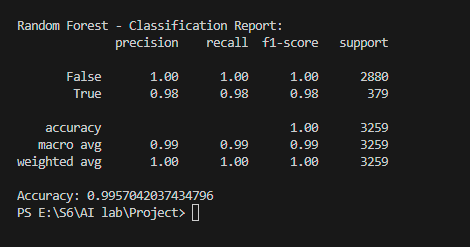 Random Forest - Classification Report:
precision recall f1-score support
False 1.00 1.00 1.00 2880
True 0.98 0.98 0.98 379
accuracy 1.00 3259
macro avg 0.99 0.99 0.99 3259
weighted avg 1.00 1.00 1.00 3259
Accuracy: 0.9957042037434796
PS E:\S6\AI lab\Project>